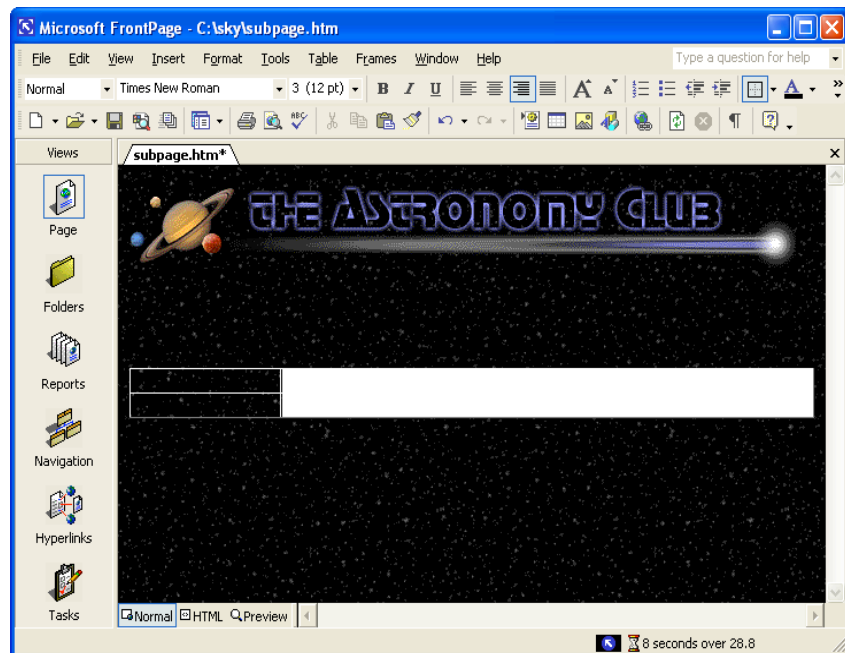 Microsoft FrontPage - C:\sky\subpage.htm
File Edit View Insert Format Tools Table Frames Window Help Type a question for help
Normal Times New Roman 3 (12 pt) B I U A A A
ABC ¶ ?
Views subpage.htm* x
the Astronomy Club
Page
Folders
Reports
Navigation
Hyperlinks
Tasks
Normal HTML Preview
8 seconds over 28.8